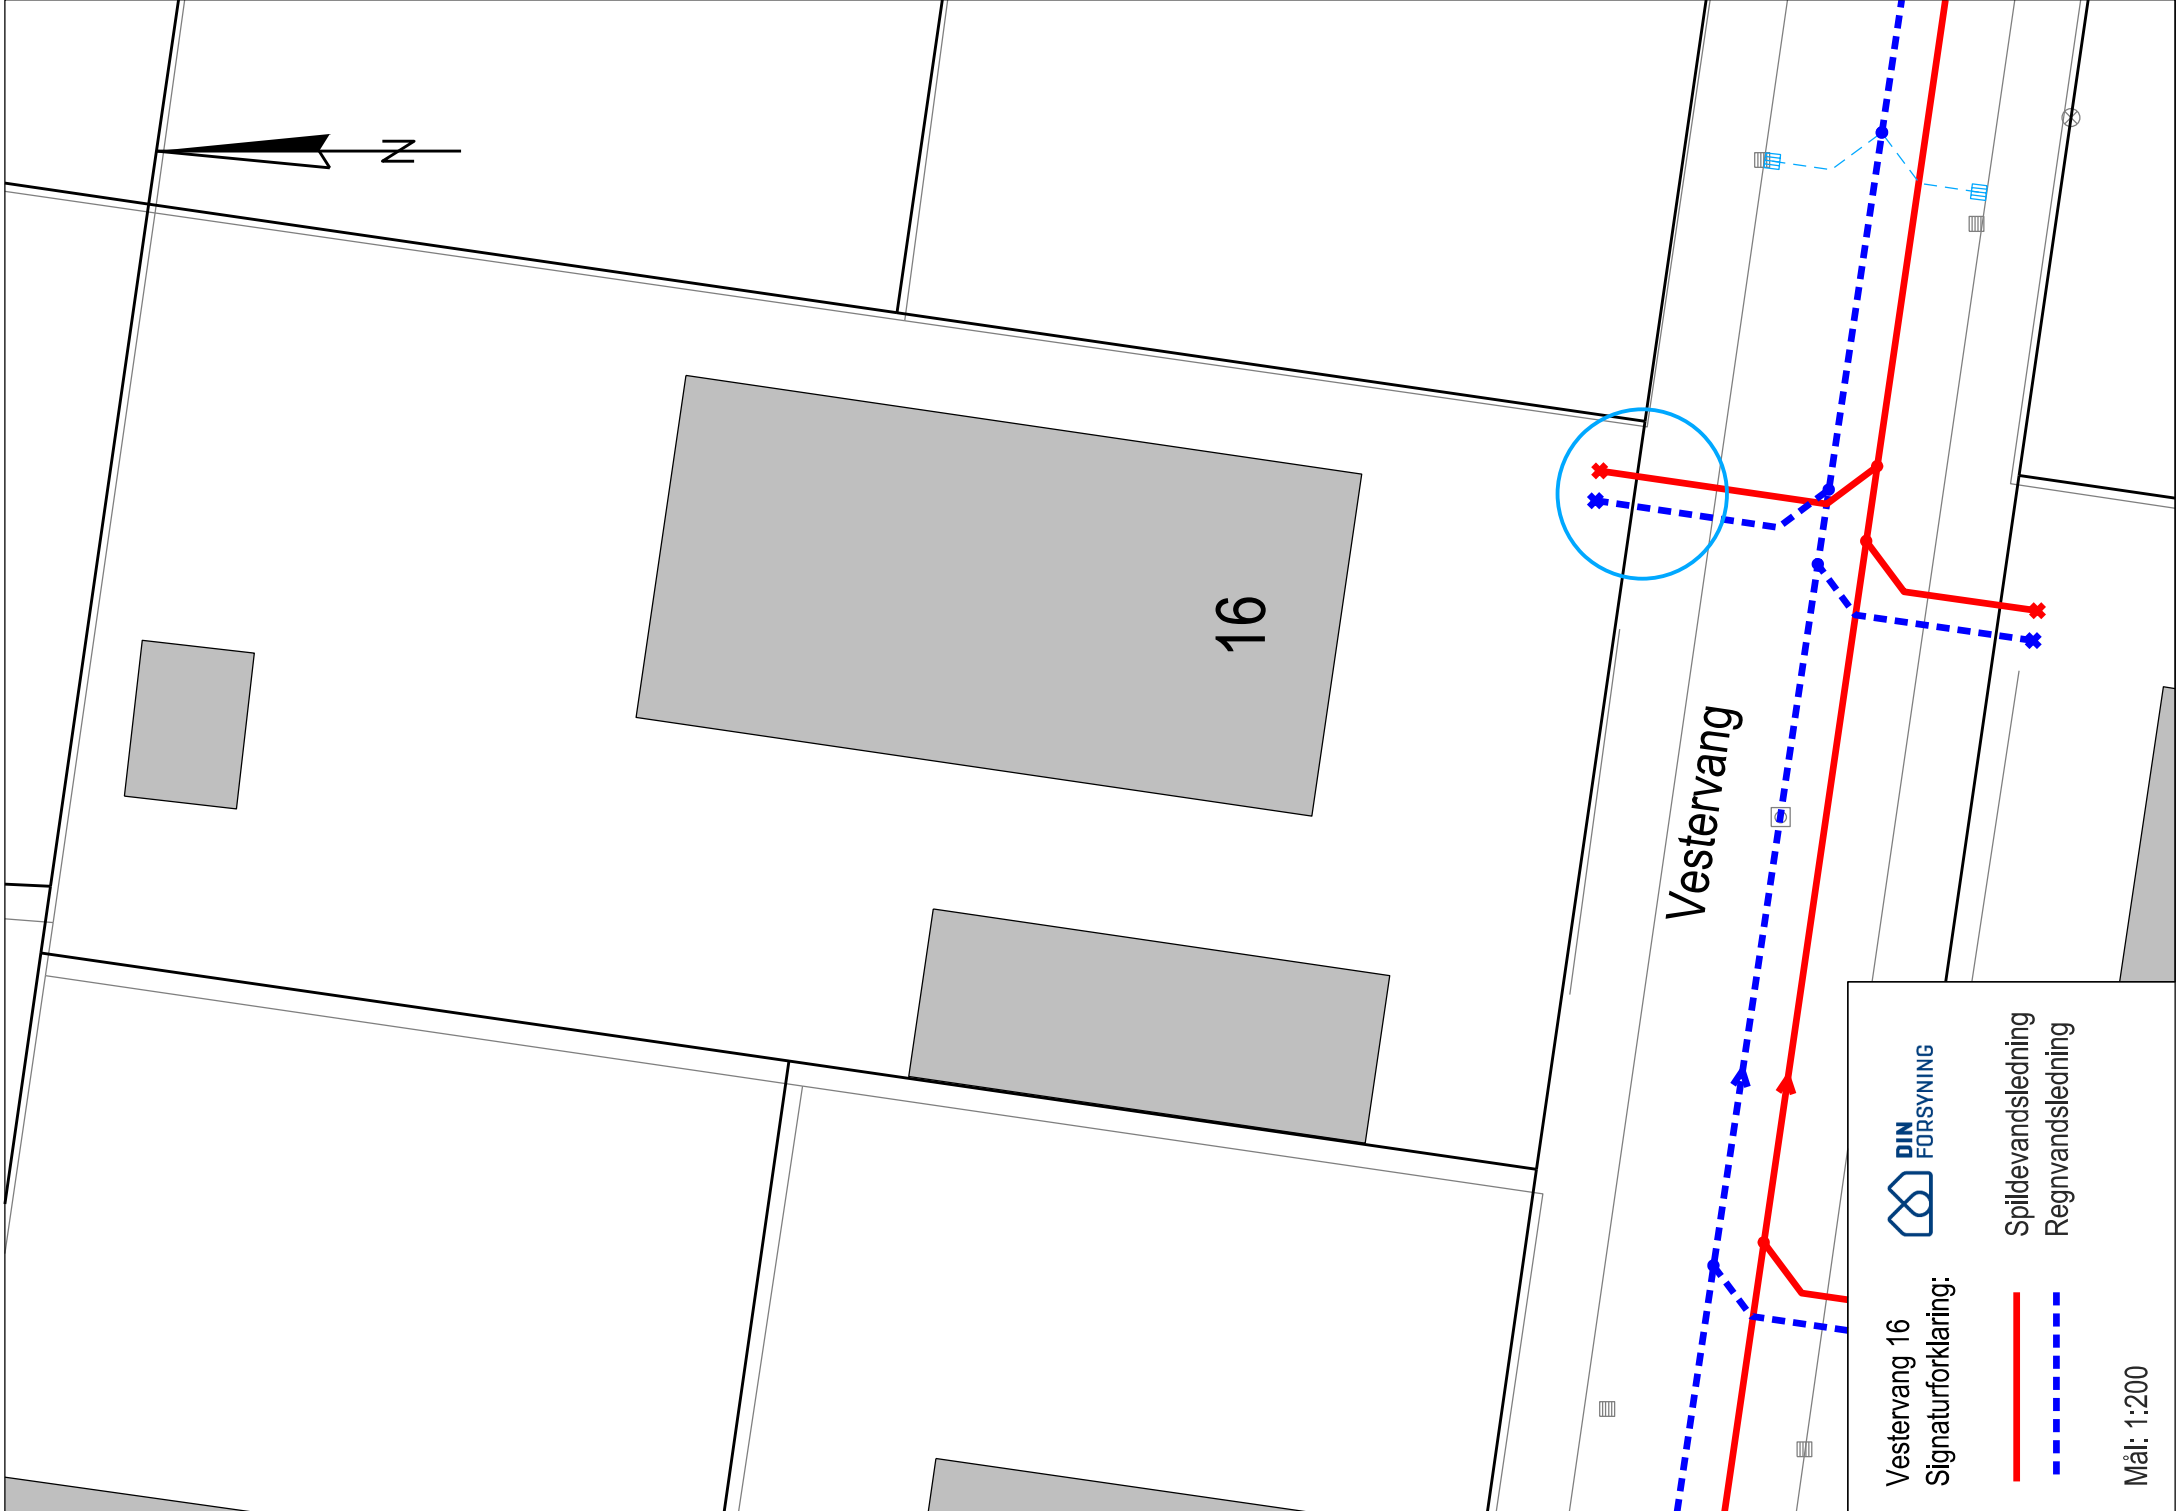 N
16
Vestervang
DIN
FORSYNING
Vestervang 16
Signaturforklaring:
Spildevandsledning
Regnvandsledning
Mål: 1:200